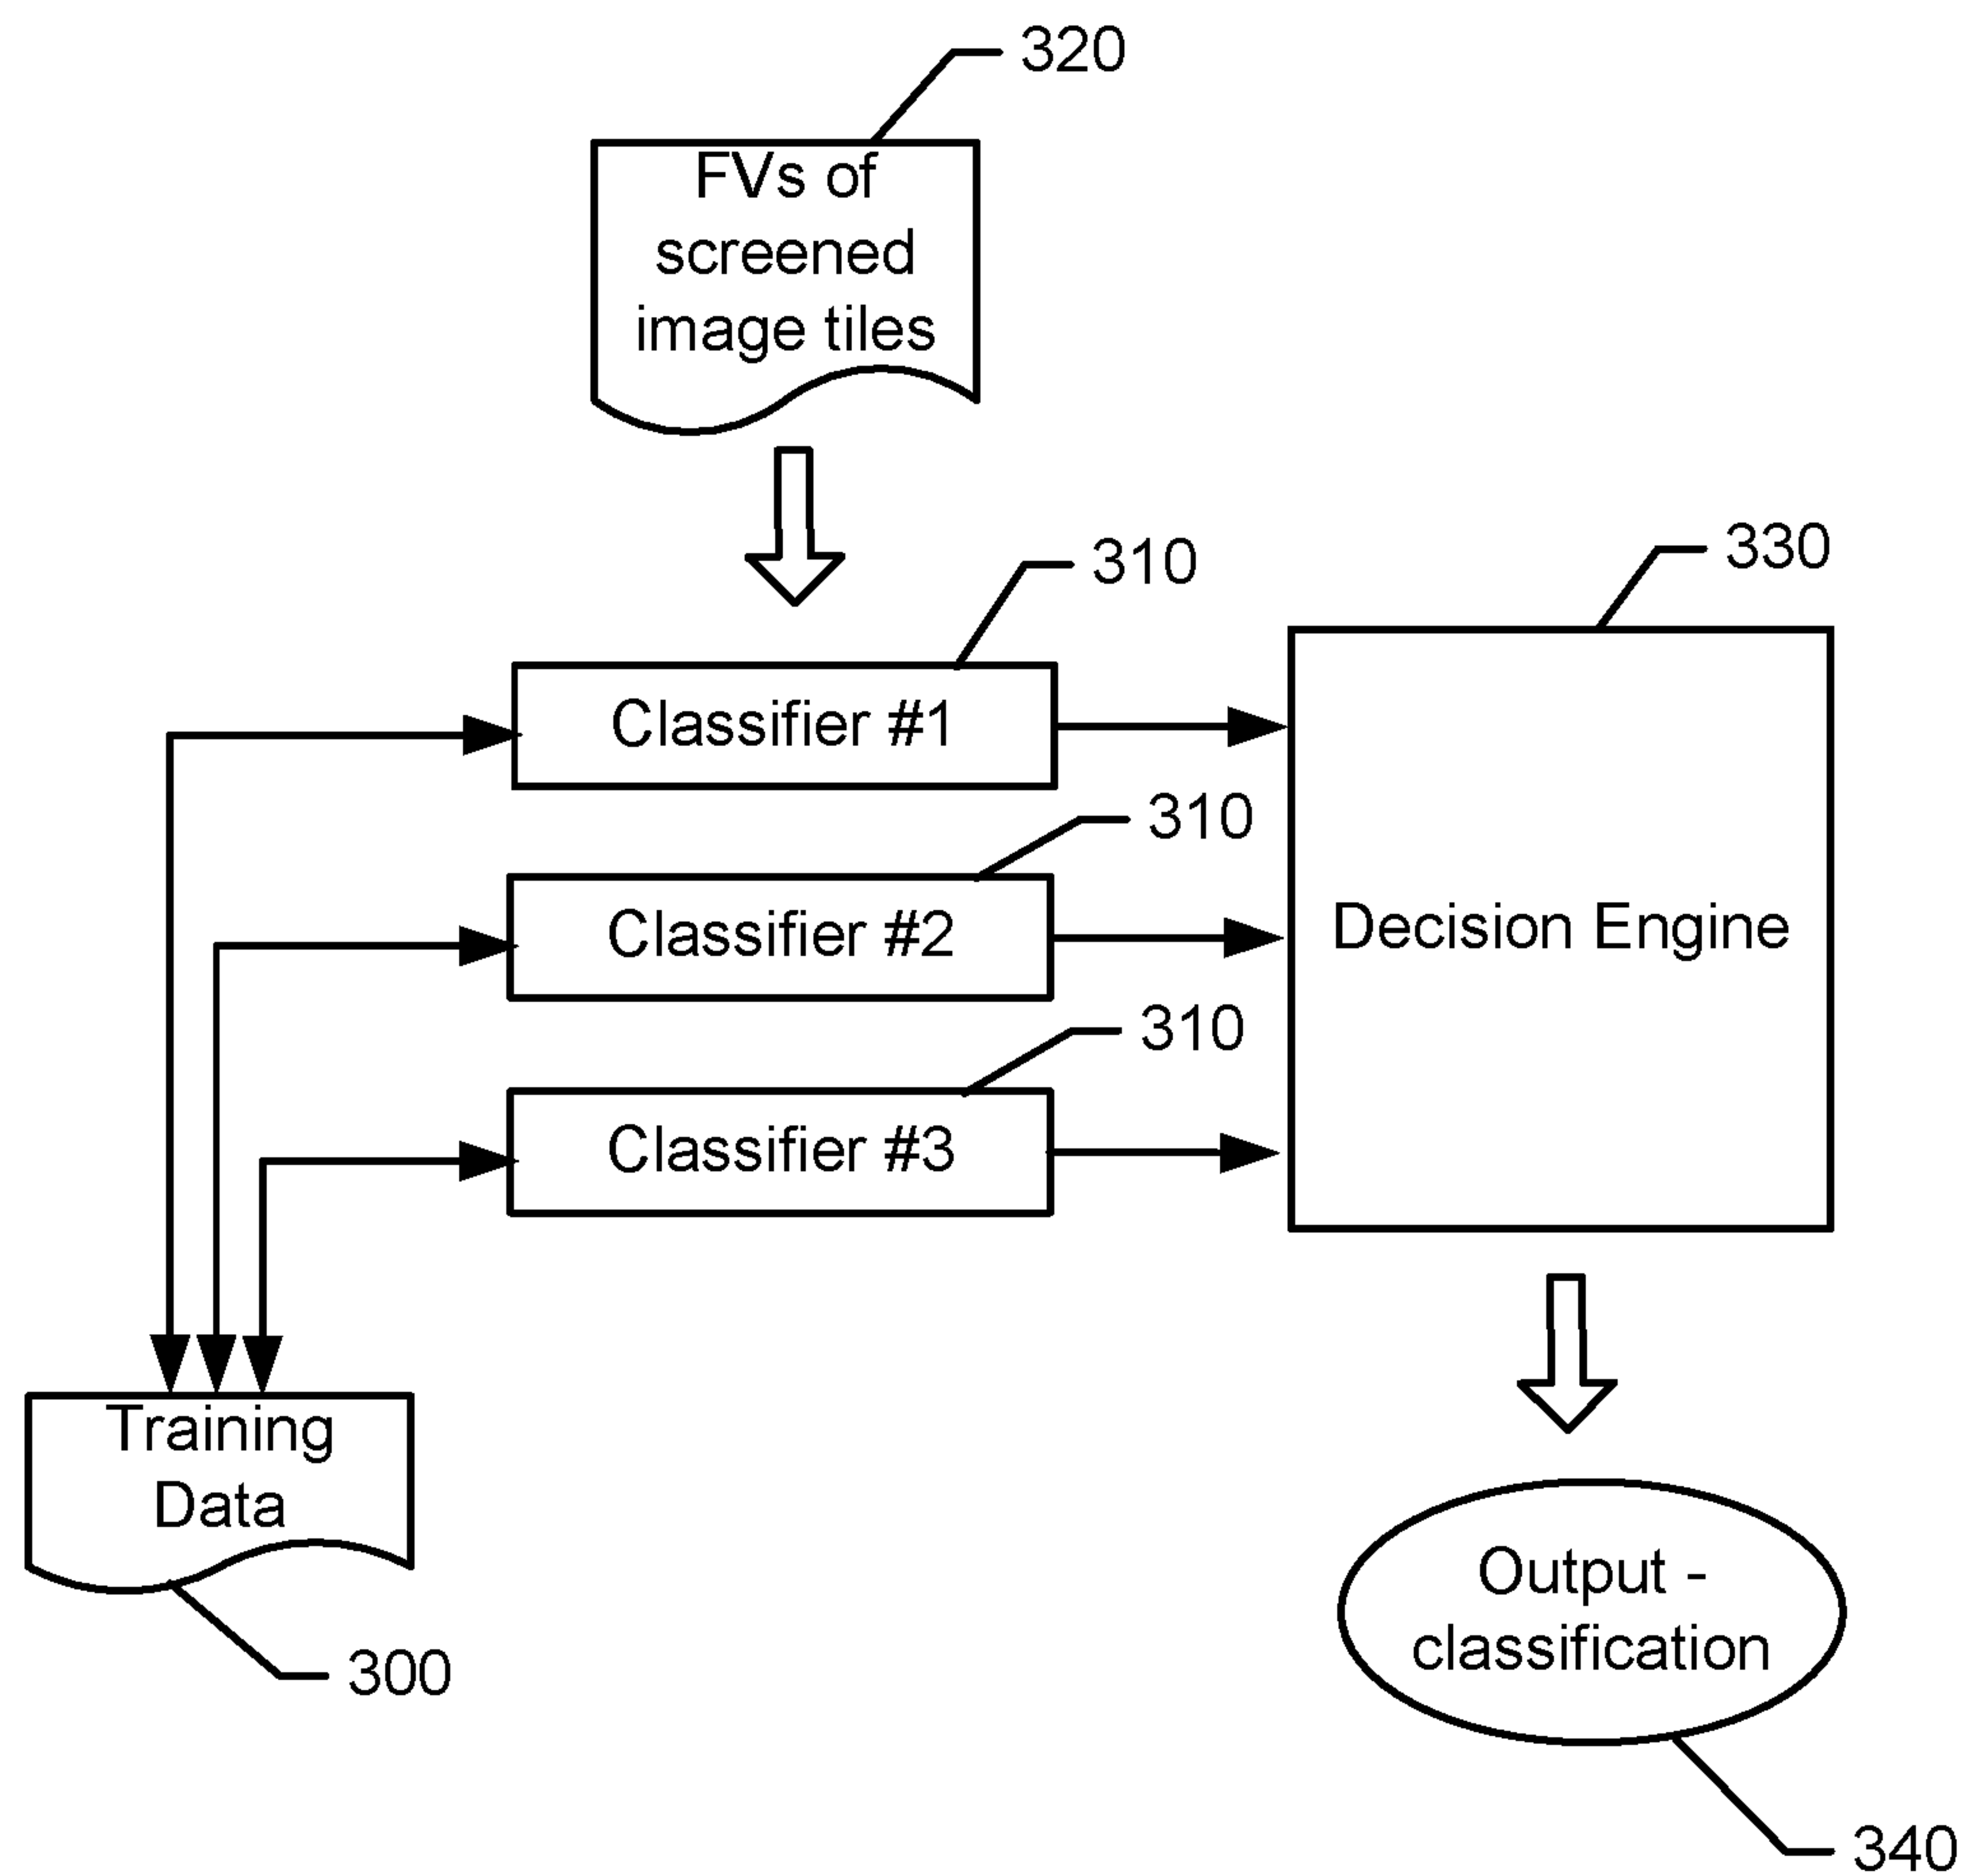 320
FVs of
screened
image tiles
310
330
Classifier #1
310
Classifier #2
Decision Engine
310
Classifier #3
Training
Data
300
Output -
classification
340